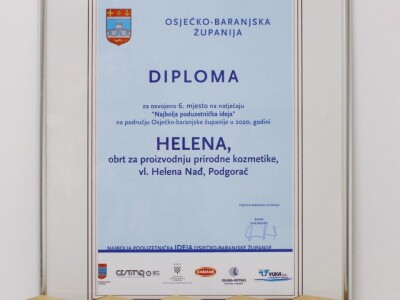 OSJEČKO-BARANJSKA
ŽUPANIJA
DIPLOMA
za osvojeno 6. mjesto na natječaju
"Najbolja poduzetnička ideja"
na području Osječko-baranjske županije u 2020. godini
HELENA,
obrt za proizvodnju prirodne kozmetike,
vl. Helena Nađ, Podgorač
NAJBOLJA PODUZETNIČKA IDEJA OSJEČKO-BARANJSKE ŽUPANIJE
VUKA